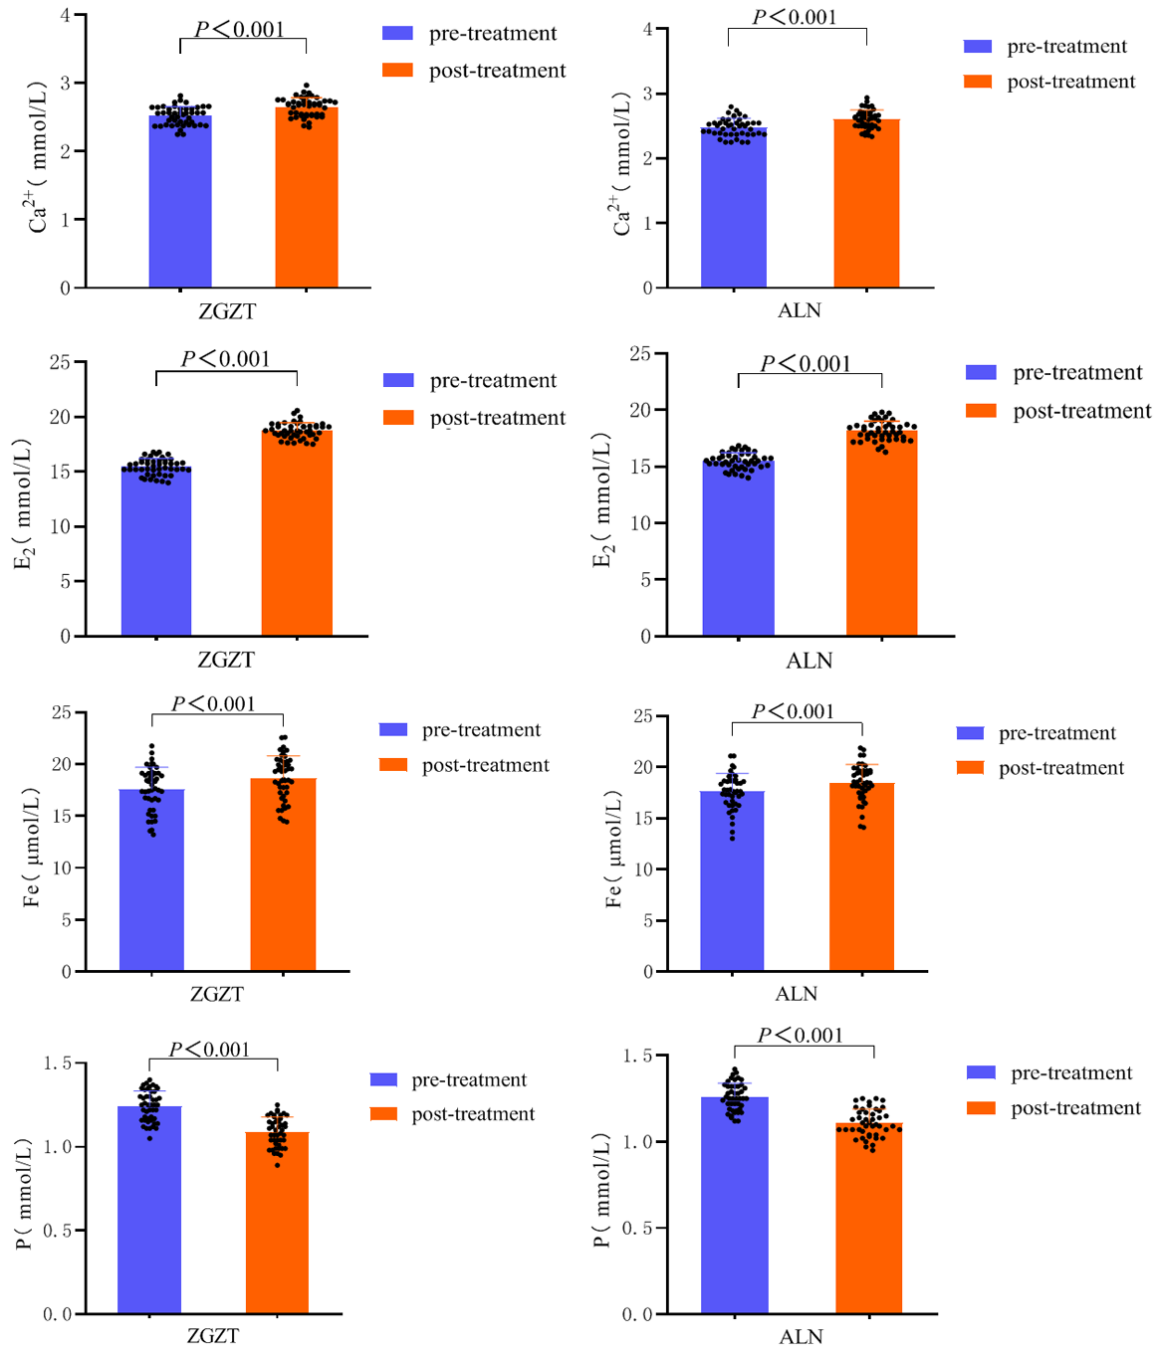 P<0.001
pre-treatment
post-treatment
Ca2+( mmol/L)
4
3
2
1
0
ZGZT
P<0.001
pre-treatment
post-treatment
Ca2+( mmol/L)
4
3
2
1
0
ALN
P<0.001
pre-treatment
post-treatment
E2( mmol/L)
25
20
15
10
5
0
ZGZT
P<0.001
pre-treatment
post-treatment
E2( mmol/L)
25
20
15
10
5
0
ALN
P<0.001
pre-treatment
post-treatment
Fe( μmol/L)
25
20
15
10
5
0
ZGZT
P<0.001
pre-treatment
post-treatment
Fe( μmol/L)
25
20
15
10
5
0
ALN
P<0.001
pre-treatment
post-treatment
P( mmol/L)
1.5
1.0
0.5
0.0
ZGZT
P<0.001
pre-treatment
post-treatment
P( mmol/L)
1.5
1.0
0.5
0.0
ALN